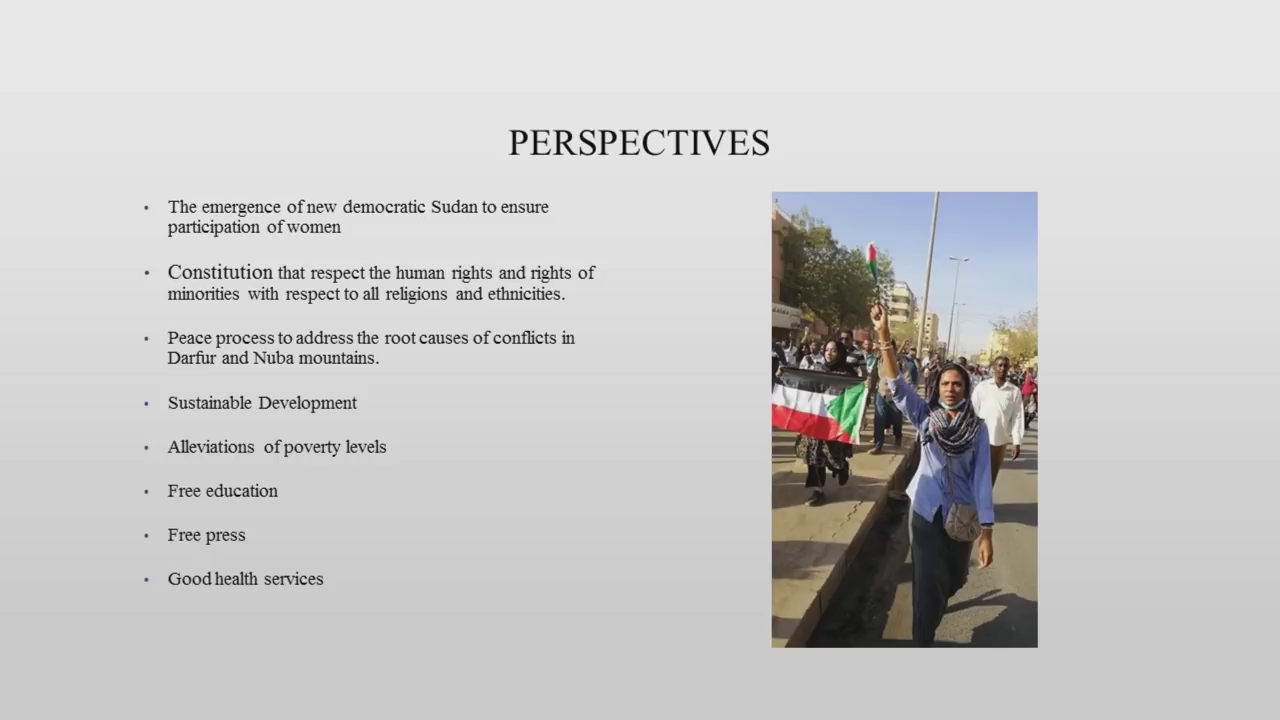 PERSPECTIVES
• The emergence of new democratic Sudan to ensure
participation of women
• Constitution that respect the human rights and rights of
minorities with respect to all religions and ethnicities.
• Peace process to address the root causes of conflicts in
Darfur and Nuba mountains.
• Sustainable Development
• Alleviations of poverty levels
• Free education
• Free press
• Good health services